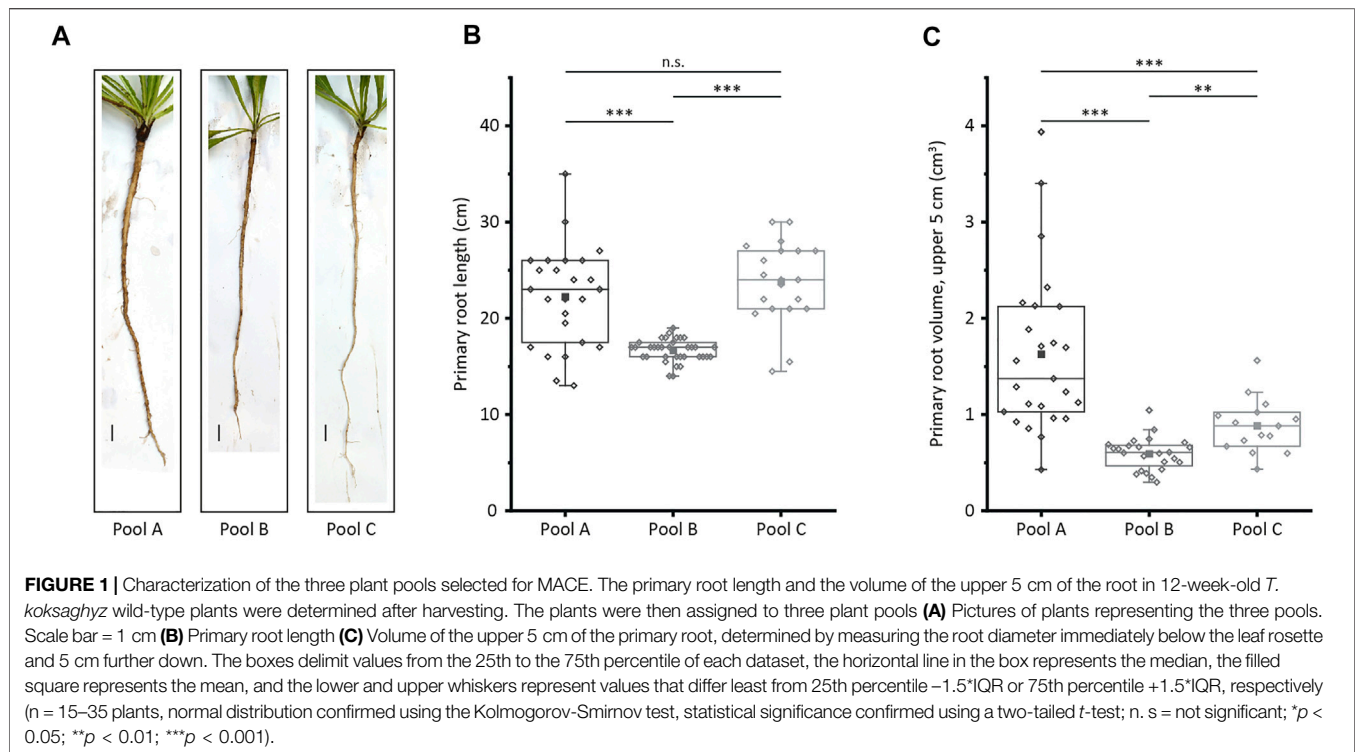 A
Pool A
Pool B
Pool C
B
n.s.
***
***
Primary root length (cm)
40
30
20
10
0
Pool A
Pool B
Pool C
C
***
**
***
Primary root volume, upper 5 cm (cm³)
4
3
2
1
0
Pool A
Pool B
Pool C
FIGURE 1 | Characterization of the three plant pools selected for MACE. The primary root length and the volume of the upper 5 cm of the root in 12-week-old T.
koksaghyz wild-type plants were determined after harvesting. The plants were then assigned to three plant pools (A) Pictures of plants representing the three pools.
Scale bar = 1 cm (B) Primary root length (C) Volume of the upper 5 cm of the primary root, determined by measuring the root diameter immediately below the leaf rosette
and 5 cm further down. The boxes delimit values from the 25th to the 75th percentile of each dataset, the horizontal line in the box represents the median, the filled
square represents the mean, and the lower and upper whiskers represent values that differ least from 25th percentile –1.5*IQR or 75th percentile +1.5*IQR, respectively
(n = 15–35 plants, normal distribution confirmed using the Kolmogorov-Smirnov test, statistical significance confirmed using a two-tailed t-test; n. s = not significant; *p <
0.05; **p < 0.01; ***p < 0.001).